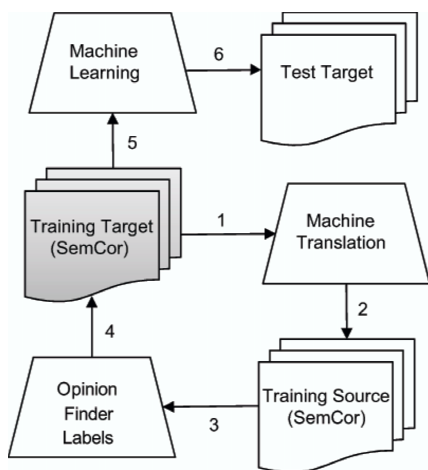 Machine
Learning
6
Test Target
5
Training Target
(SemCor)
1
Machine
Translation
2
4
Opinion
Finder
Labels
3
Training Source
(SemCor)